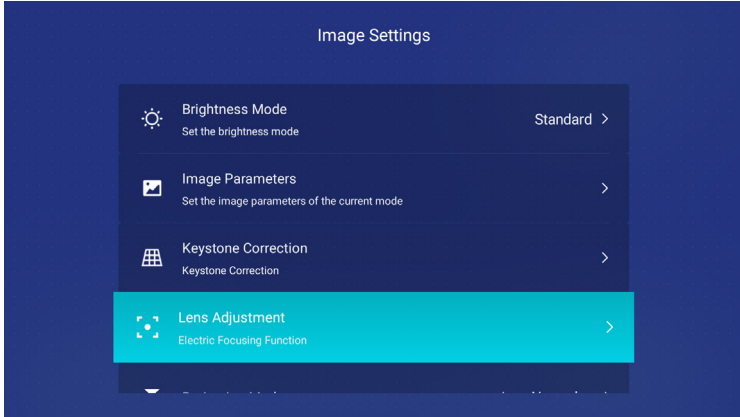 Image Settings
Brightness Mode
Set the brightness mode
Standard
Image Parameters
Set the image parameters of the current mode
Keystone Correction
Keystone Correction
Lens Adjustment
Electric Focusing Function